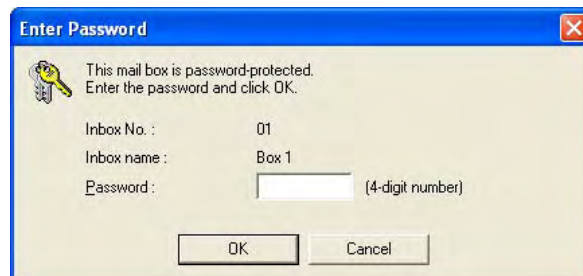 Enter Password
This mail box is password-protected.
Enter the password and click OK.
Inbox No. : 01
Inbox name : Box 1
Password : (4-digit number)
OK Cancel